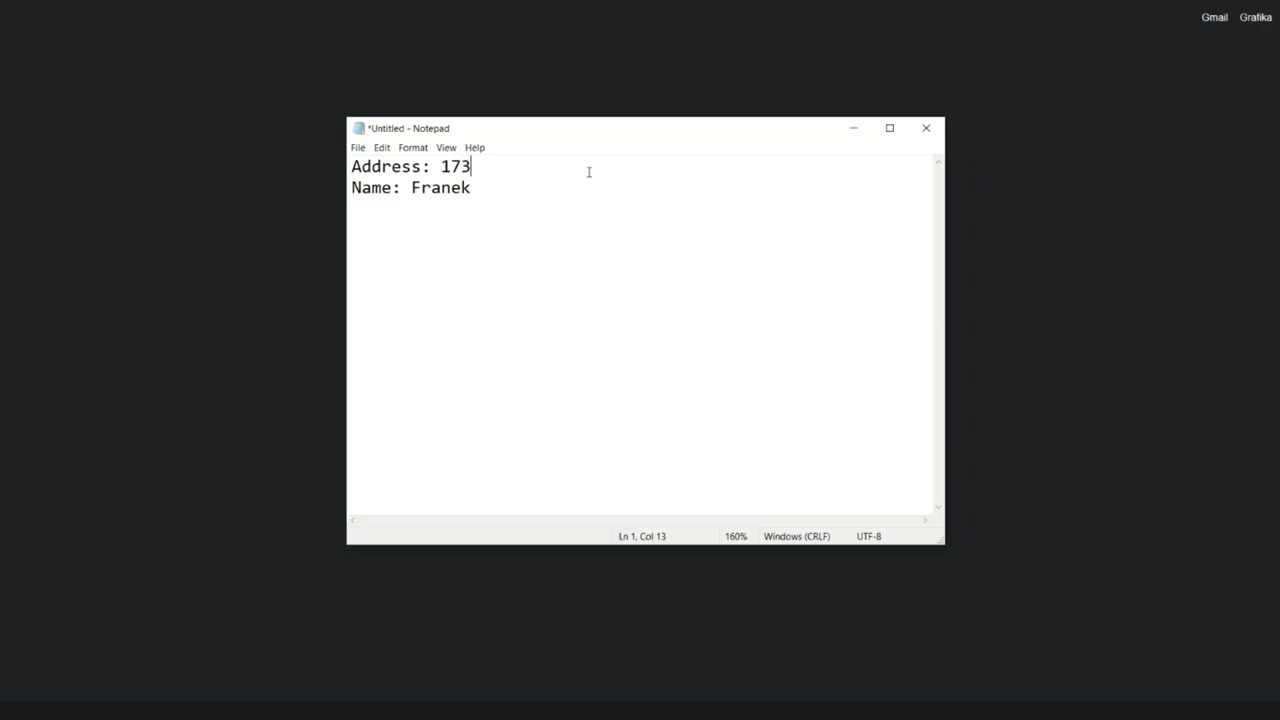 Gmail Grafika
*Untitled - Notepad
File Edit Format View Help
Address: 173
Name: Franek
Ln 1, Col 13 160% Windows (CRLF) UTF-8